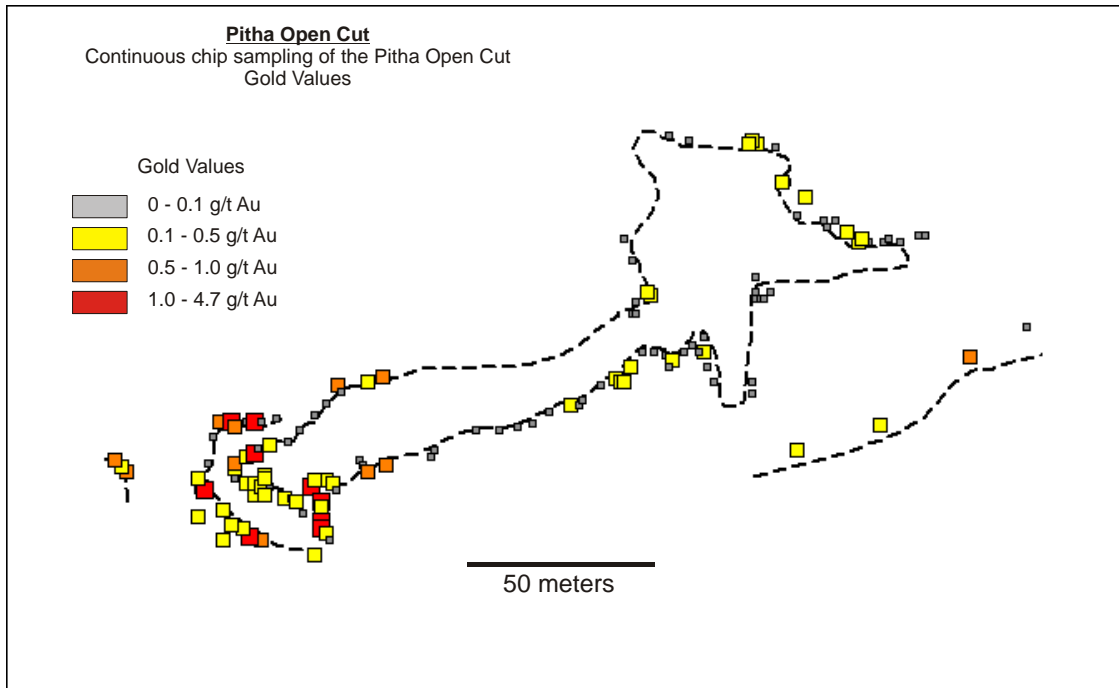 Pitha Open Cut
Continuous chip sampling of the Pitha Open Cut
Gold Values
Gold Values
0 - 0.1 g/t Au
0.1 - 0.5 g/t Au
0.5 - 1.0 g/t Au
1.0 - 4.7 g/t Au
50 meters